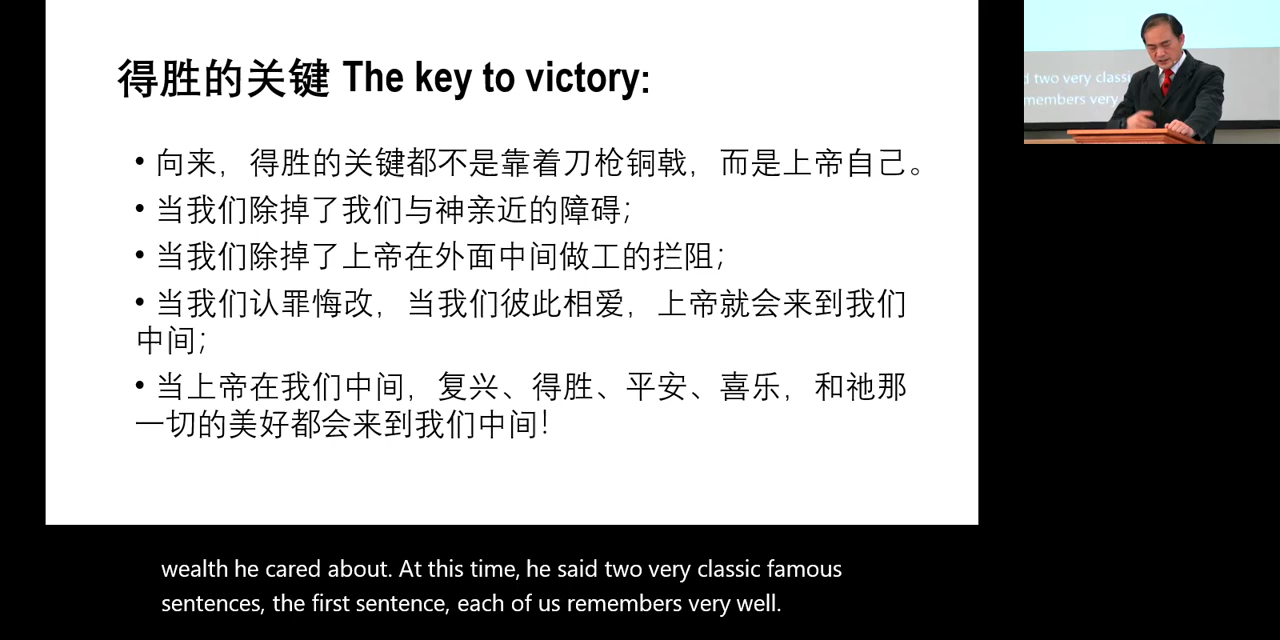 得胜的关键 The key to victory:
• 向来，得胜的关键都不是靠着刀枪铜戟，而是上帝自己。
• 当我们除掉了我们与神亲近的障碍；
• 当我们除掉了上帝在外面中间做工的拦阻；
• 当我们认罪悔改，当我们彼此相爱，上帝就会来到我们
中间；
• 当上帝在我们中间，复兴、得胜、平安、喜乐，和祂那
一切的美好都会来到我们中间！
d two very classi
members very
wealth he cared about. At this time, he said two very classic famous
sentences, the first sentence, each of us remembers very well.